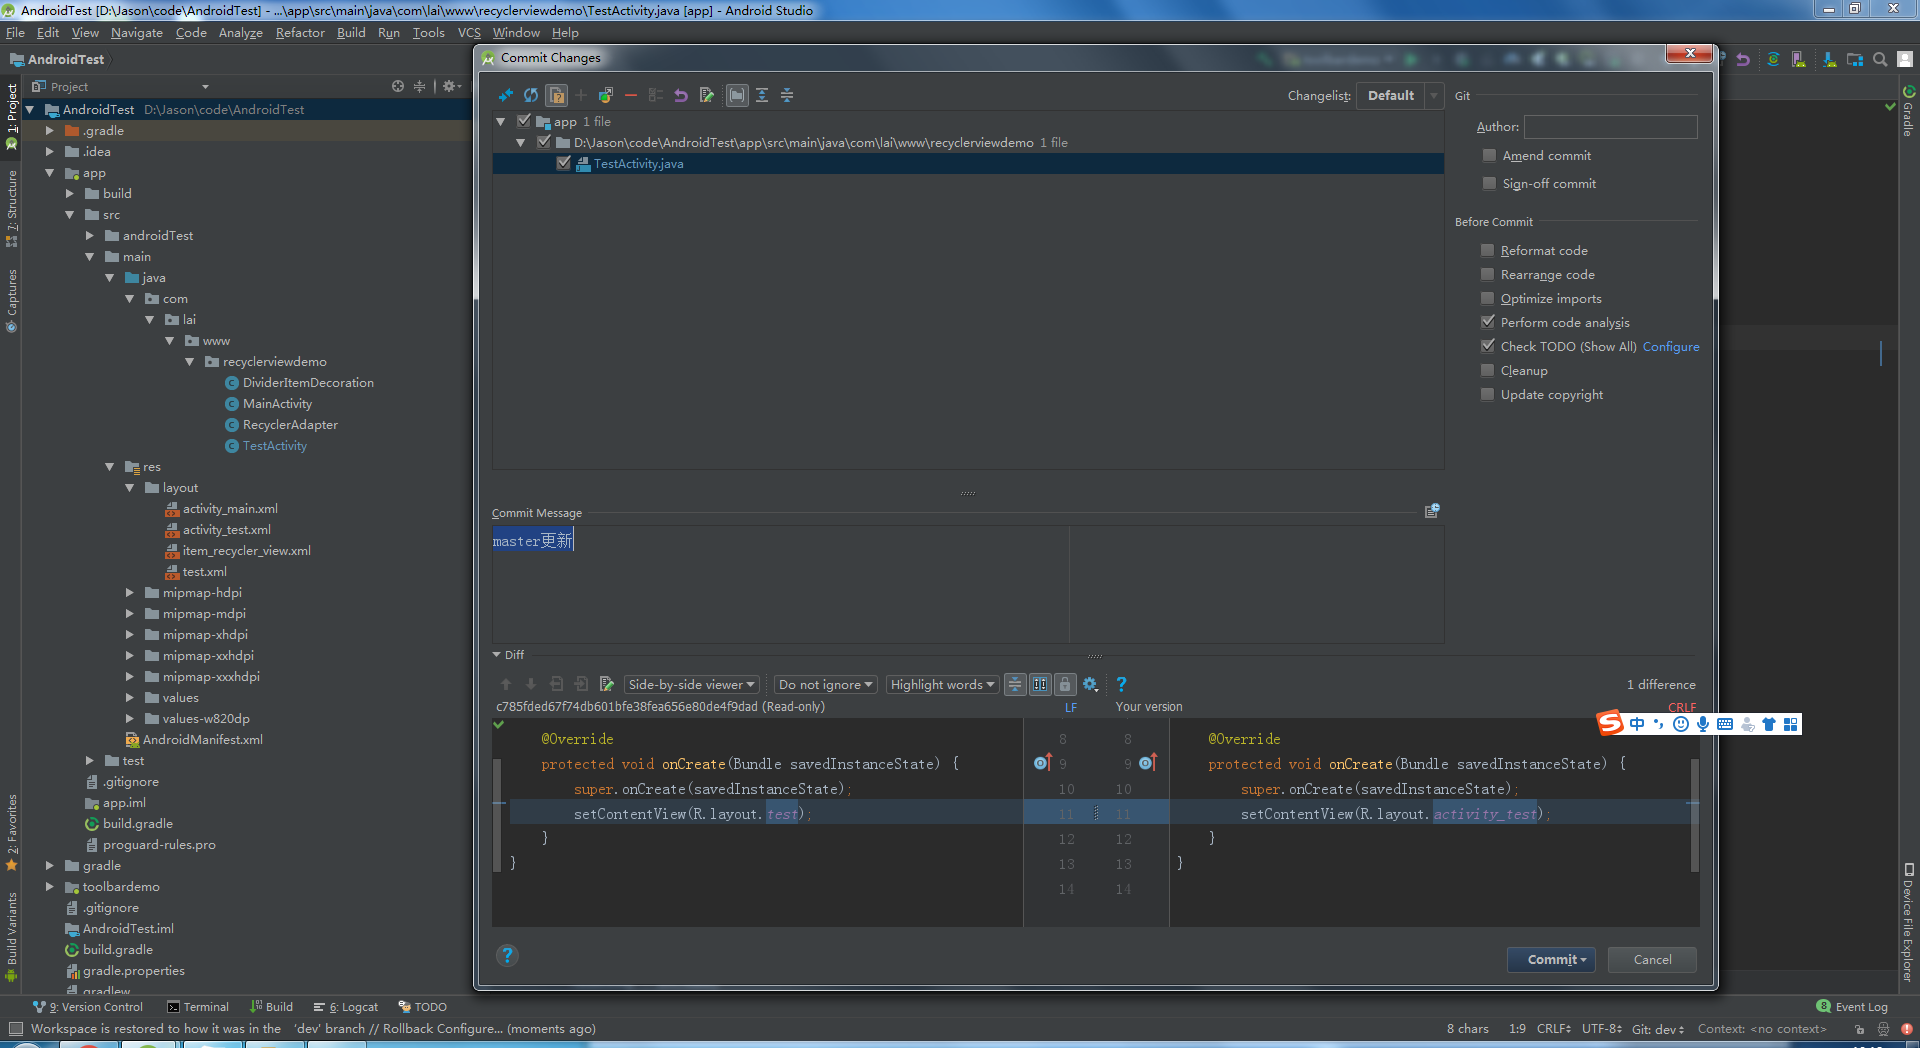 AndroidTest [D:\Jason\code\AndroidTest] - ...\app\src\main\java\com\lai\www\recyclerviewdemo\TestActivity.java [app] - Android Studio
File Edit View Navigate Code Analyze Refactor Build Run Tools VCS Window Help
AndroidTest
Project
1: Project
7: Structure
Captures
2: Favorites
Build Variants
AndroidTest D:\Jason\code\AndroidTest
.gradle
.idea
app
build
src
androidTest
main
java
com
lai
www
recyclerviewdemo
DividerItemDecoration
MainActivity
RecyclerAdapter
TestActivity
res
layout
activity_main.xml
activity_test.xml
item_recycler_view.xml
test.xml
mipmap-hdpi
mipmap-mdpi
mipmap-xhdpi
mipmap-xxhdpi
mipmap-xxxhdpi
values
values-w820dp
AndroidManifest.xml
test
.gitignore
app.iml
build.gradle
proguard-rules.pro
gradle
toolbardemo
.gitignore
AndroidTest.iml
build.gradle
gradle.properties
gradlew
Commit Changes
Changelist: Default
app 1 file
D:\Jason\code\AndroidTest\app\src\main\java\com\lai\www\recyclerviewdemo 1 file
TestActivity.java
Git
Author:
Amend commit
Sign-off commit
Before Commit
Reformat code
Rearrange code
Optimize imports
Perform code analysis
Check TODO (Show All) Configure
Cleanup
Update copyright
Commit Message
master更新
Diff
Side-by-side viewer Do not ignore Highlight words ? 1 difference
c785fded67f74db601bfe38fea656e80de4f9dad (Read-only) LF Your version CRLF
中
@Override 8 8 @Override
protected void onCreate(Bundle savedInstanceState) { 9 9 protected void onCreate(Bundle savedInstanceState) {
super.onCreate(savedInstanceState); 10 10 super.onCreate(savedInstanceState);
setContentView(R.layout.test); 11 11 setContentView(R.layout.activity_test);
} 12 12 }
} 13 13 }
14 14
? Commit Cancel
Gradle
Device File Explorer
9: Version Control Terminal Build 6: Logcat TODO 8 Event Log
Workspace is restored to how it was in the 'dev' branch // Rollback Configure... (moments ago) 8 chars 1:9 CRLF UTF-8 Git: dev Context: <no context>